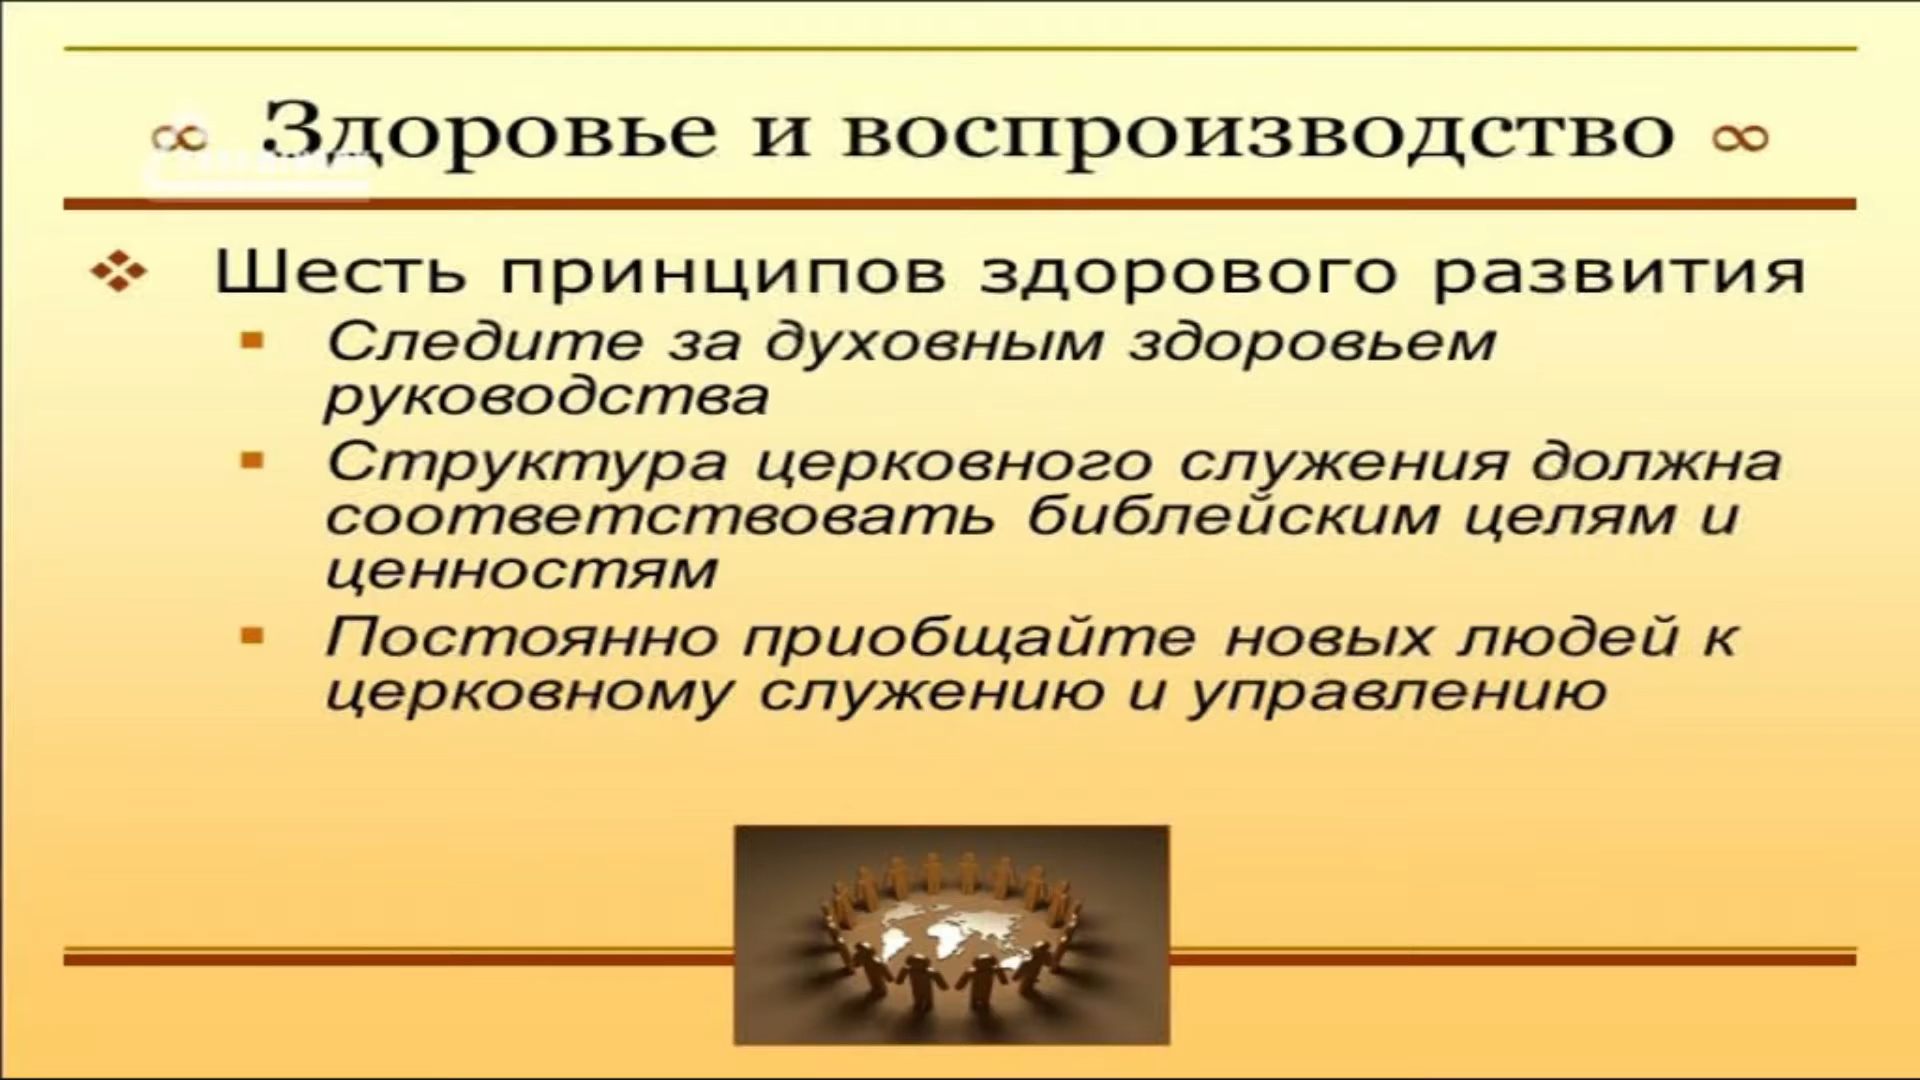 ∞ Здоровье и воспроизводство ∞
Шесть принципов здорового развития
Следите за духовным здоровьем
руководства
Структура церковного служения должна
соответствовать библейским целям и
ценностям
Постоянно приобщайте новых людей к
церковному служению и управлению